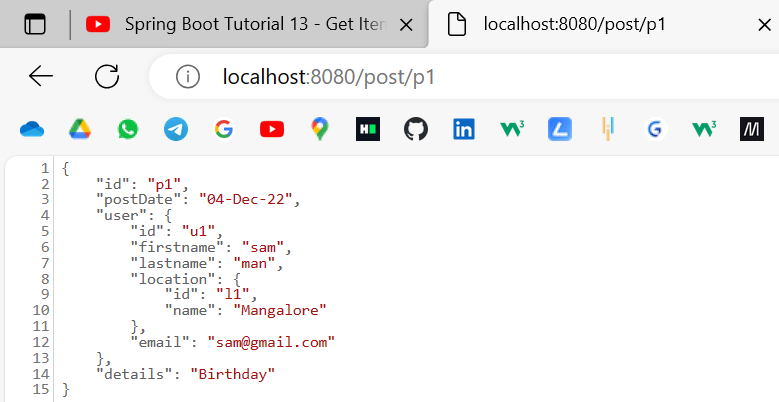 Spring Boot Tutorial 13 - Get Iten
localhost:8080/post/p1
localhost:8080/post/p1
1 {
2     "id": "p1",
3     "postDate": "04-Dec-22",
4     "user": {
5         "id": "u1",
6         "firstname": "sam",
7         "lastname": "man",
8         "location": {
9             "id": "l1",
10             "name": "Mangalore"
11         },
12         "email": "sam@gmail.com"
13     },
14     "details": "Birthday"
15 }